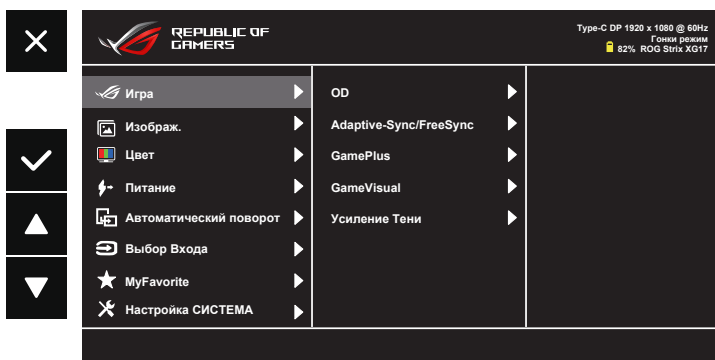 REPUBLIC OF
GAMERS
Type-C DP 1920 x 1080 @ 60Hz
Гонки режим
82% ROG Strix XG17
Игра
Изображ.
Цвет
Питание
Автоматический поворот
Выбор Входа
MyFavorite
Настройка СИСТЕМА
OD
Adaptive-Sync/FreeSync
GamePlus
GameVisual
Усиление Тени